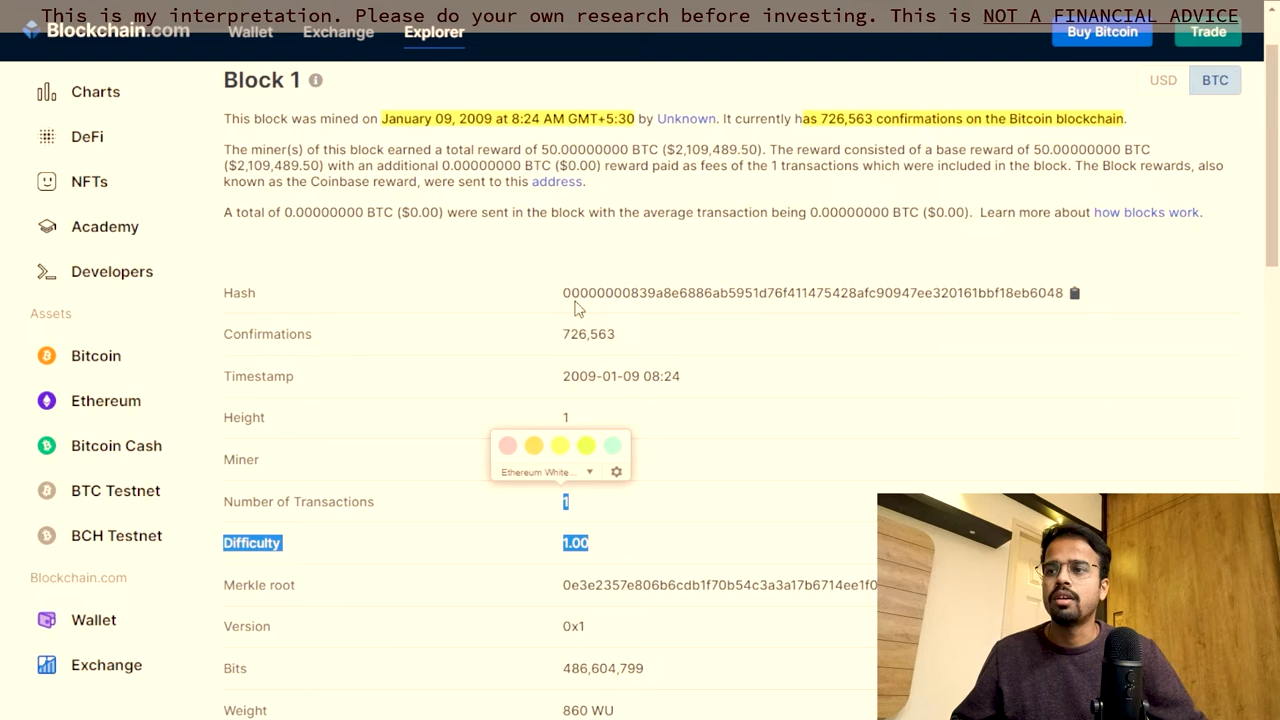 This is my interpretation. Please do your own research before investing. This is NOT A FINANCIAL ADVICE
Blockchain.com Wallet Exchange Explorer Buy Bitcoin Trade
Block 1
USD BTC
Charts
DeFi
NFTs
Academy
Developers
Assets
Bitcoin
Ethereum
Bitcoin Cash
BTC Testnet
BCH Testnet
Blockchain.com
Wallet
Exchange
This block was mined on January 09, 2009 at 8:24 AM GMT+5:30 by Unknown. It currently has 726,563 confirmations on the Bitcoin blockchain.
The miner(s) of this block earned a total reward of 50.00000000 BTC ($2,109,489.50). The reward consisted of a base reward of 50.00000000 BTC
($2,109,489.50) with an additional 0.00000000 BTC ($0.00) reward paid as fees of the 1 transactions which were included in the block. The Block rewards, also
known as the Coinbase reward, were sent to this address.
A total of 0.00000000 BTC ($0.00) were sent in the block with the average transaction being 0.00000000 BTC ($0.00). Learn more about how blocks work.
Hash 00000000839a8e6886ab5951d76f411475428afc90947ee320161bbf18eb6048
Confirmations 726,563
Timestamp 2009-01-09 08:24
Height 1
Miner
Ethereum White...
Number of Transactions 1
Difficulty 1.00
Merkle root 0e3e2357e806b6cdb1f70b54c3a3a17b6714ee1f0
Version 0x1
Bits 486,604,799
Weight 860 WU